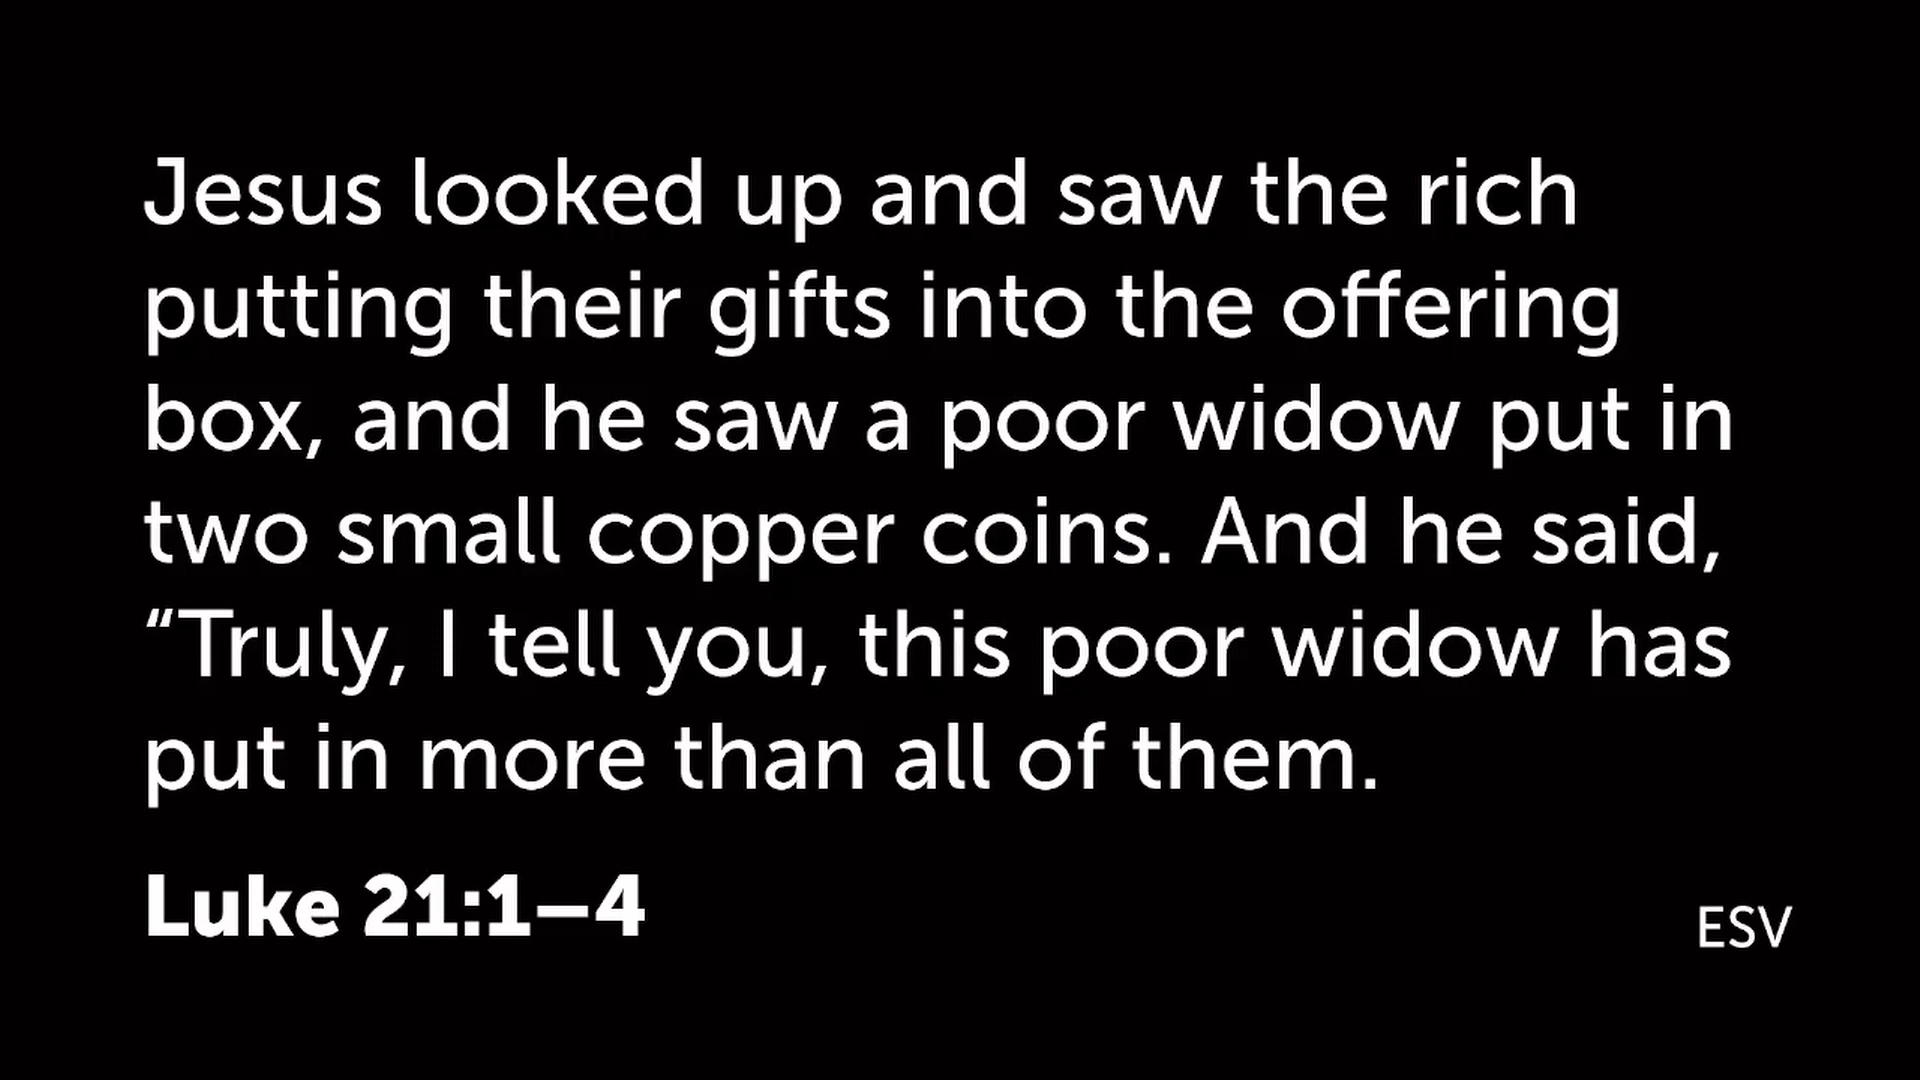 Jesus looked up and saw the rich
putting their gifts into the offering
box, and he saw a poor widow put in
two small copper coins. And he said,
“Truly, I tell you, this poor widow has
put in more than all of them.
Luke 21:1–4
ESV